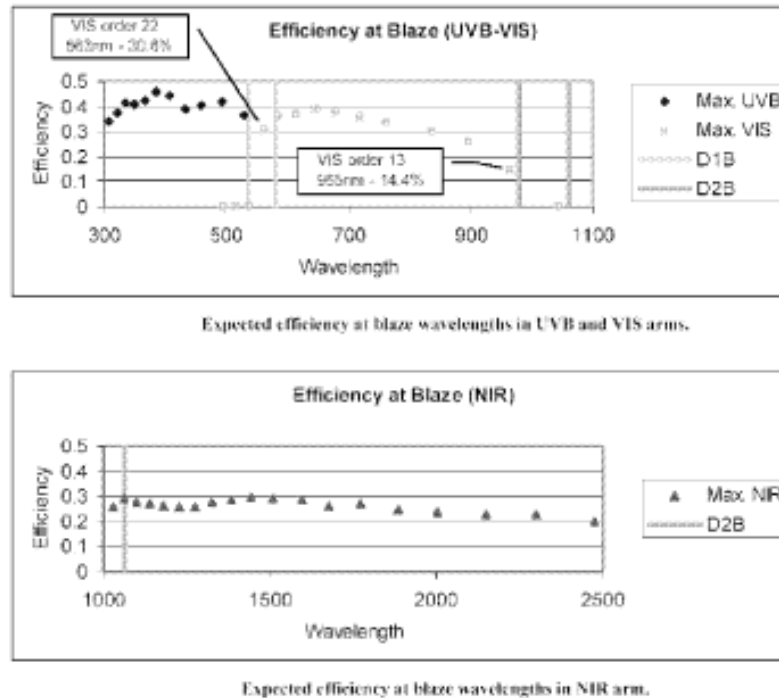 VIS order 22
563nm - 30.6%
Efficiency at Blaze (UVB-VIS)
0.5
0.4
0.3
0.2
0.1
0
Efficiency
VIS order 13
955nm - 14.4%
300
500
700
900
1100
Wavelength
Max. UVB
Max. VIS
D1B
D2B
Expected efficiency at blaze wavelengths in UVB and VIS arms.
Efficiency at Blaze (NIR)
0.5
0.4
0.3
0.2
0.1
0
Efficiency
1000
1500
2000
2500
Wavelength
Max. NIR
D2B
Expected efficiency at blaze wavelengths in NIR arm.